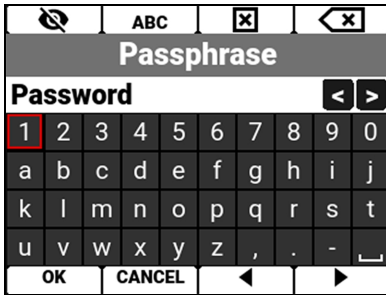 ABC
Passphrase
Password < >
1 2 3 4 5 6 7 8 9 0
a b c d e f g h i j
k l m n o p q r s t
u v w x y z , . -
OK CANCEL